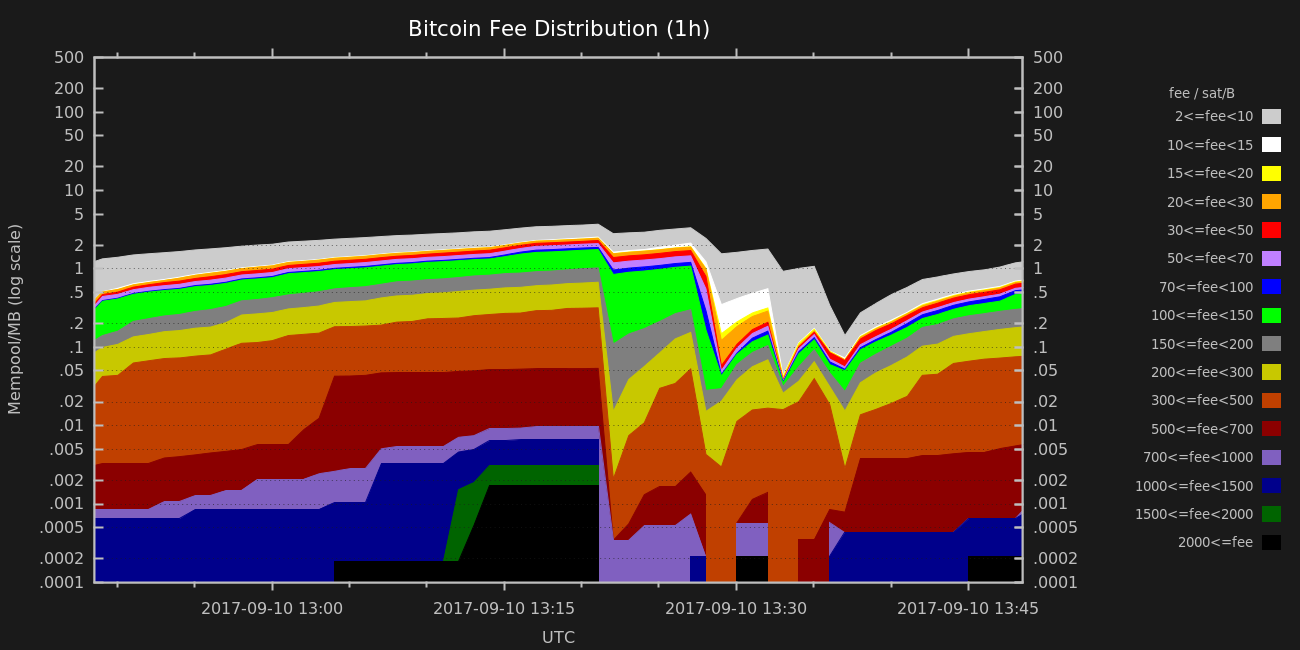 Bitcoin Fee Distribution (1h)
Mempool/MB (log scale)
500
200
100
50
20
10
5
2
1
.5
.2
.1
.05
.02
.01
.005
.002
.001
.0005
.0002
.0001
500
200
100
50
20
10
5
2
1
.5
.2
.1
.05
.02
.01
.005
.002
.001
.0005
.0002
.0001
2017-09-10 13:00 2017-09-10 13:15 2017-09-10 13:30 2017-09-10 13:45
UTC
fee / sat/B
2<=fee<10
10<=fee<15
15<=fee<20
20<=fee<30
30<=fee<50
50<=fee<70
70<=fee<100
100<=fee<150
150<=fee<200
200<=fee<300
300<=fee<500
500<=fee<700
700<=fee<1000
1000<=fee<1500
1500<=fee<2000
2000<=fee